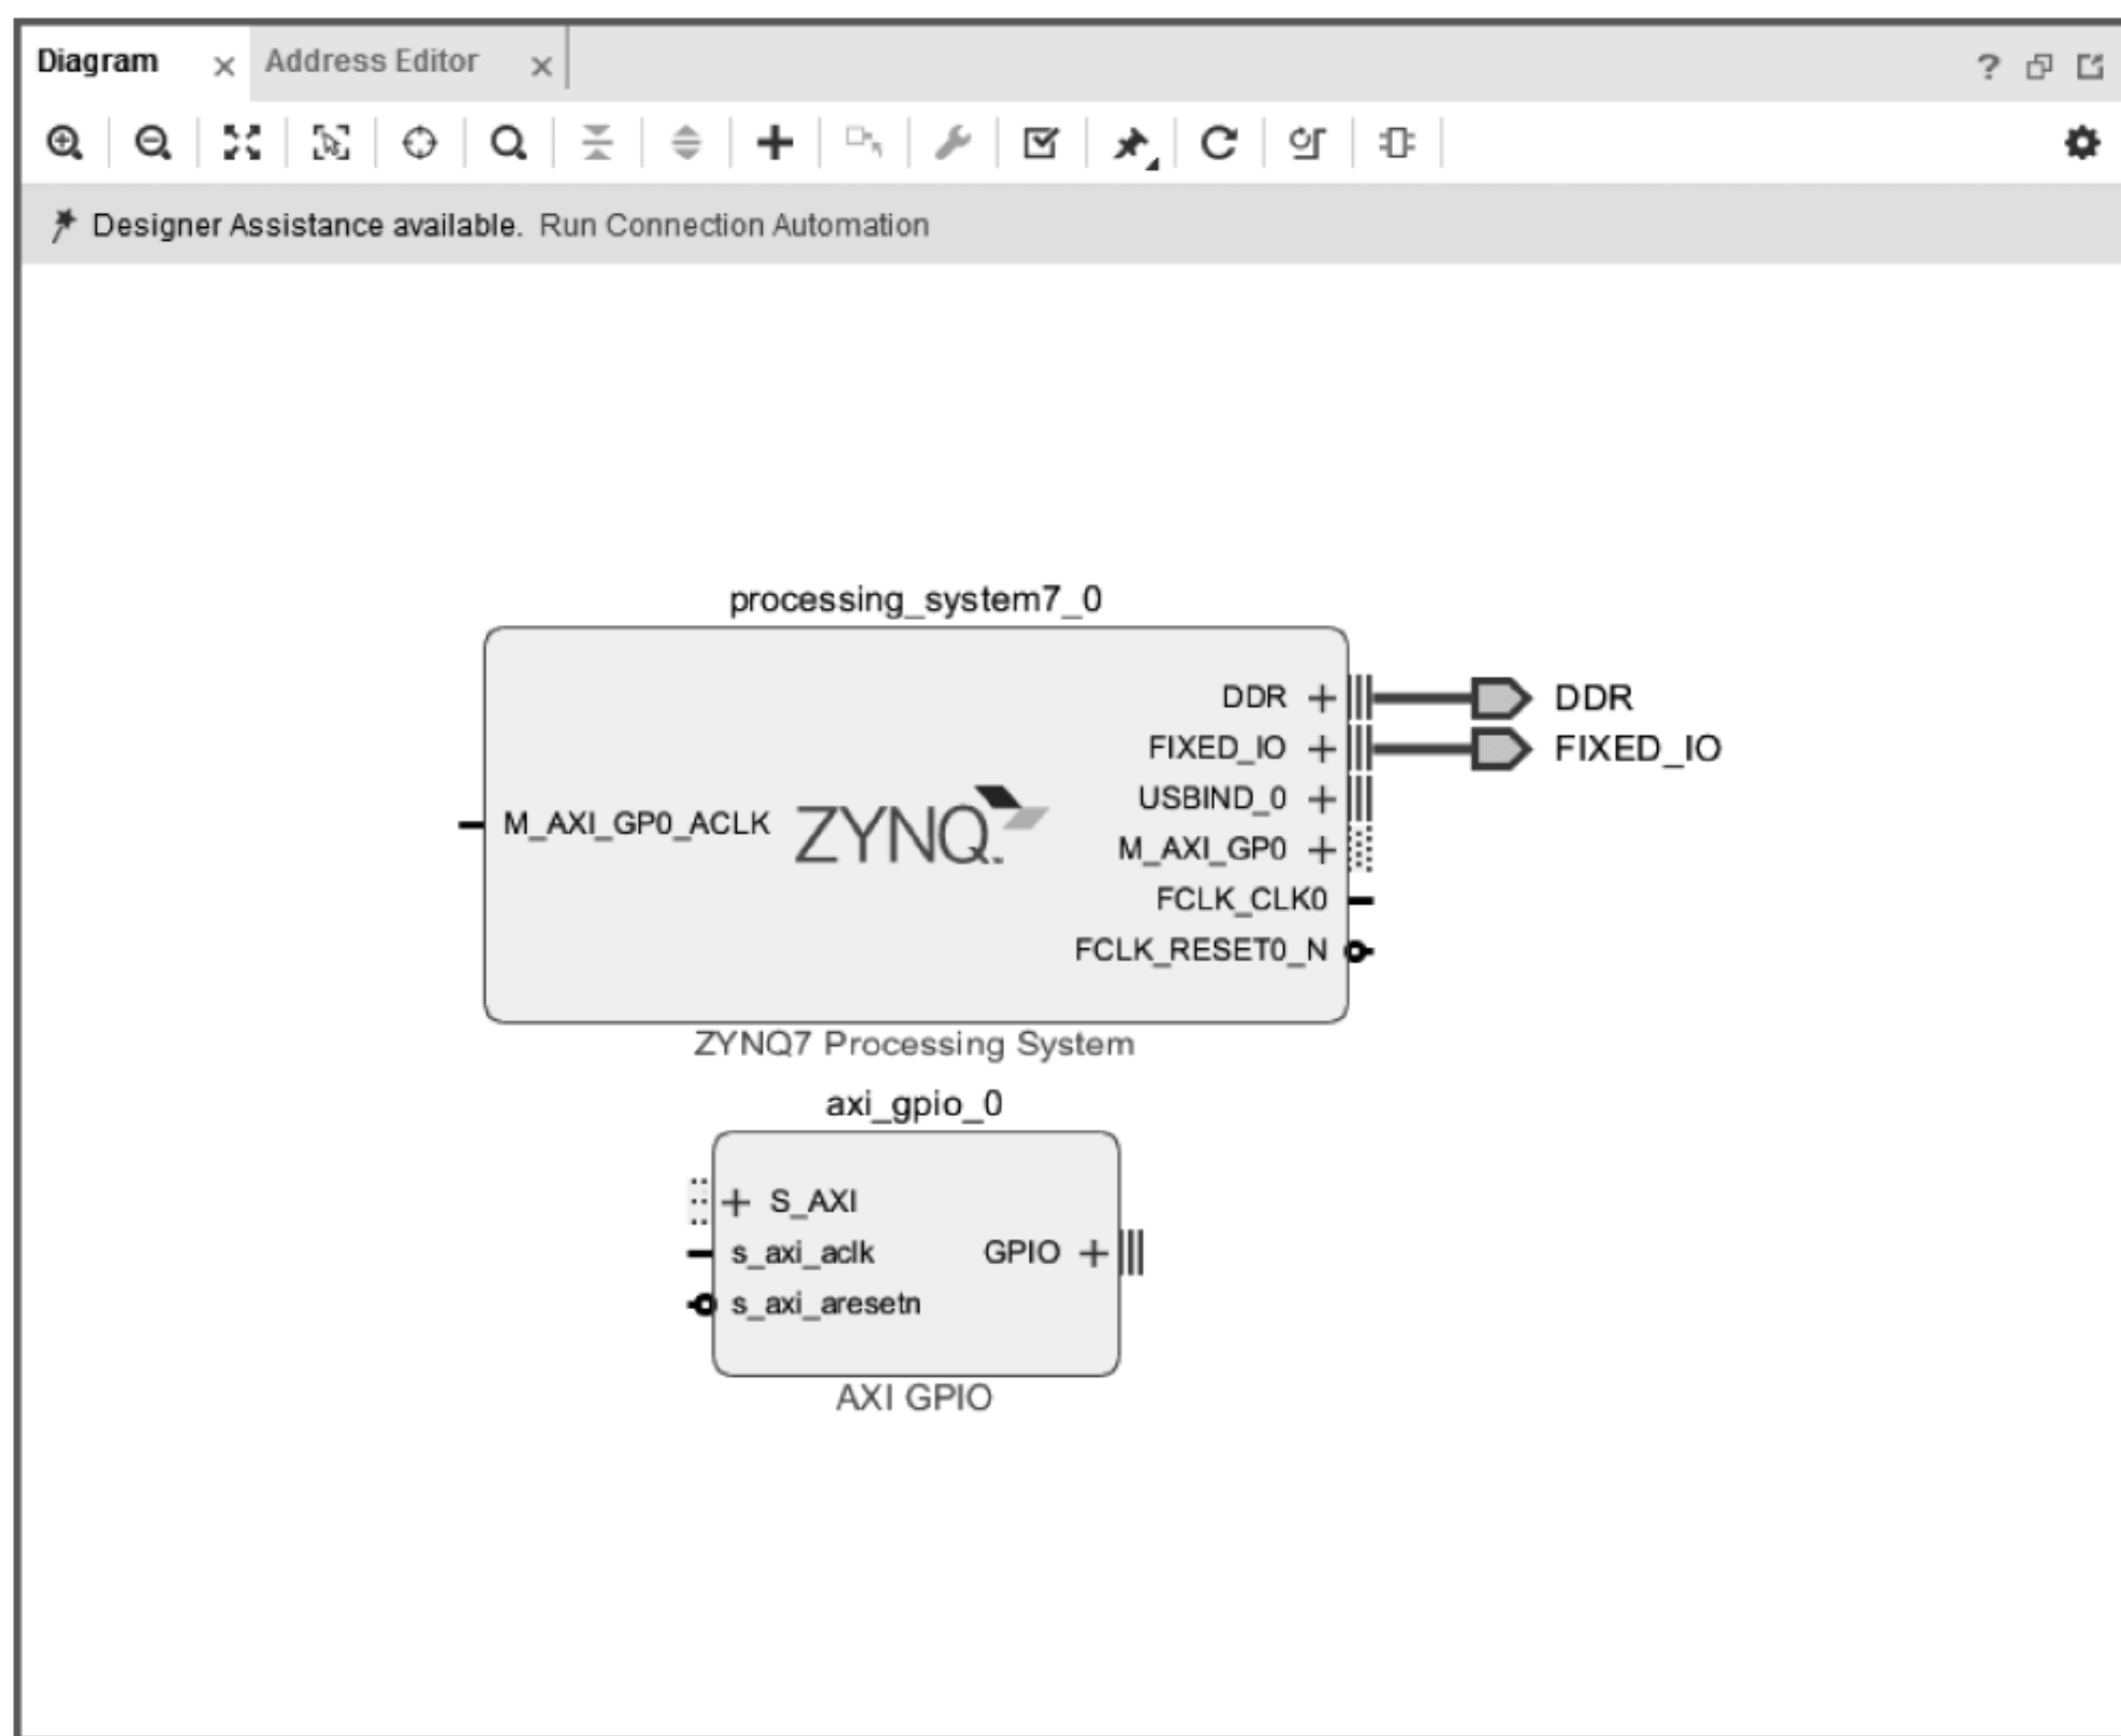 Diagram Address Editor
Designer Assistance available. Run Connection Automation
processing_system7_0
DDR
DDR
FIXED_IO
FIXED_IO
USBIND_0
M_AXI_GP0_ACLK
ZYNQ
M_AXI_GP0
FCLK_CLK0
FCLK_RESET0_N
ZYNQ7 Processing System
axi_gpio_0
S_AXI
s_axi_aclk
GPIO
s_axi_aresetn
AXI GPIO